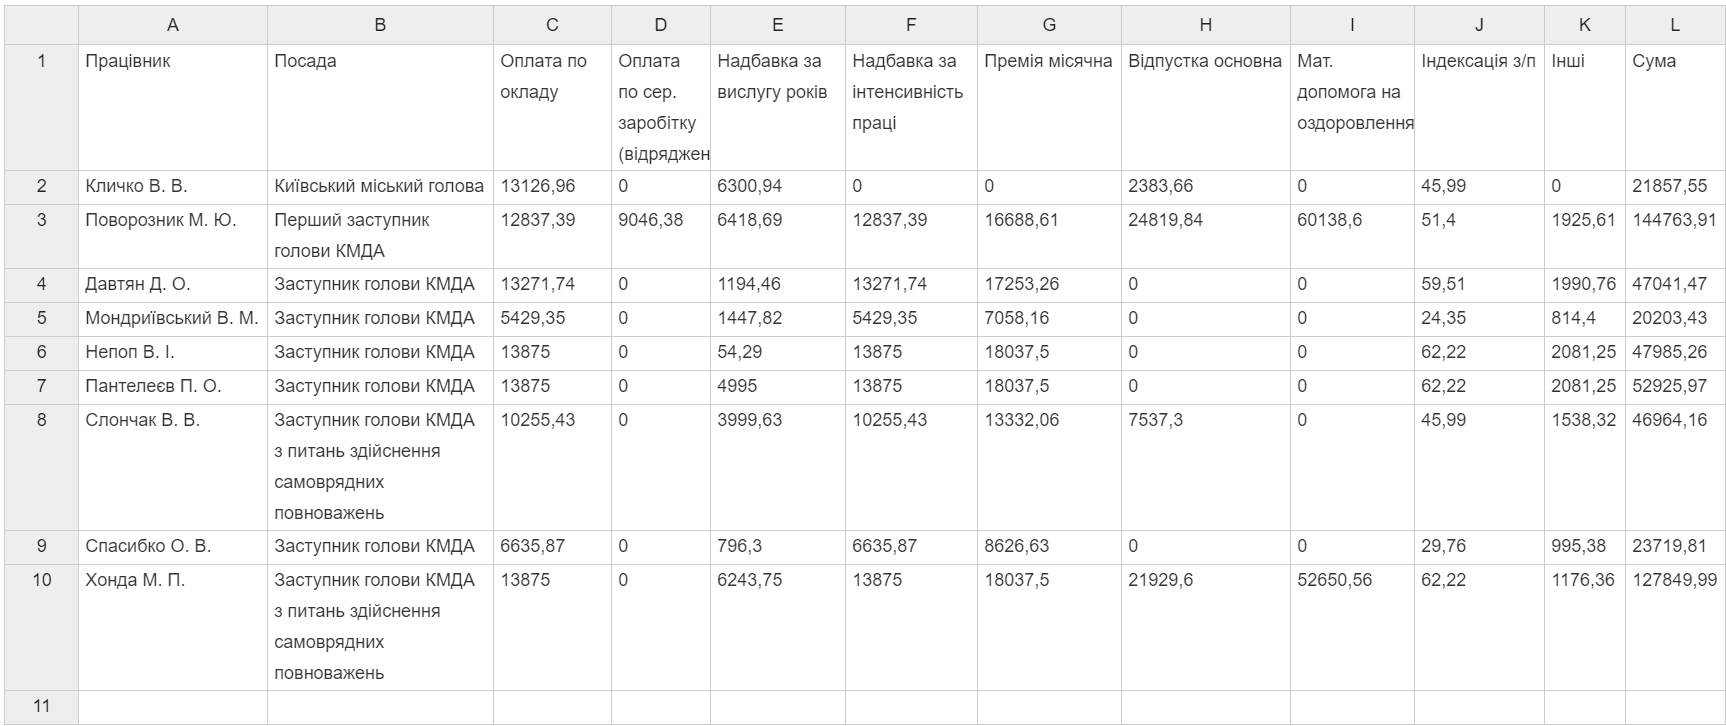 A B C D E F G H I J K L
1 Працівник Посада Оплата по окладу Оплата по сер. заробітку (відряджен Надбавка за вислугу років Надбавка за інтенсивність праці Премія місячна Відпустка основна Мат. допомога на оздоровлення Індексація з/п Інші Сума
2 Кличко В. В. Київський міський голова 13126,96 0 6300,94 0 0 2383,66 0 45,99 0 21857,55
3 Поворозник М. Ю. Перший заступник голови КМДА 12837,39 9046,38 6418,69 12837,39 16688,61 24819,84 60138,6 51,4 1925,61 144763,91
4 Давтян Д. О. Заступник голови КМДА 13271,74 0 1194,46 13271,74 17253,26 0 0 59,51 1990,76 47041,47
5 Мондриївський В. М. Заступник голови КМДА 5429,35 0 1447,82 5429,35 7058,16 0 0 24,35 814,4 20203,43
6 Непоп В. І. Заступник голови КМДА 13875 0 54,29 13875 18037,5 0 0 62,22 2081,25 47985,26
7 Пантелеєв П. О. Заступник голови КМДА 13875 0 4995 13875 18037,5 0 0 62,22 2081,25 52925,97
8 Слончак В. В. Заступник голови КМДА з питань здійснення самоврядних повноважень 10255,43 0 3999,63 10255,43 13332,06 7537,3 0 45,99 1538,32 46964,16
9 Спасибко О. В. Заступник голови КМДА 6635,87 0 796,3 6635,87 8626,63 0 0 29,76 995,38 23719,81
10 Хонда М. П. Заступник голови КМДА з питань здійснення самоврядних повноважень 13875 0 6243,75 13875 18037,5 21929,6 52650,56 62,22 1176,36 127849,99
11